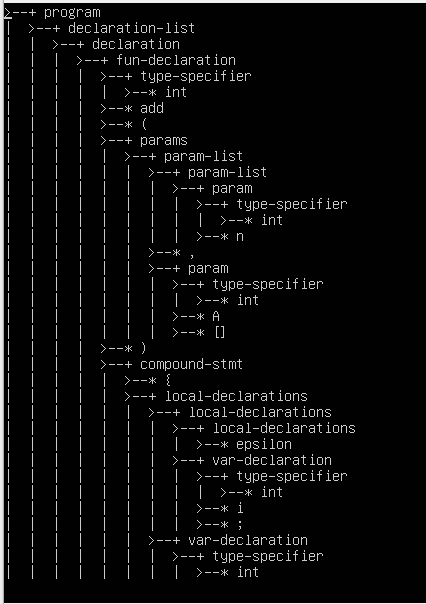 >--+ program
|  >--+ declaration-list
|  |  >--+ declaration
|  |  |  >--+ fun-declaration
|  |  |  |  >--+ type-specifier
|  |  |  |  |  >--* int
|  |  |  |  >--* add
|  |  |  |  >--* (
|  |  |  |  >--+ params
|  |  |  |  |  >--+ param-list
|  |  |  |  |  |  >--+ param-list
|  |  |  |  |  |  |  >--+ param
|  |  |  |  |  |  |  |  >--+ type-specifier
|  |  |  |  |  |  |  |  |  >--* int
|  |  |  |  |  |  |  |  >--* n
|  |  |  |  |  |  >--* ,
|  |  |  |  |  |  >--+ param
|  |  |  |  |  |  |  >--+ type-specifier
|  |  |  |  |  |  |  |  >--* int
|  |  |  |  |  |  |  >--* A
|  |  |  |  |  |  |  >--* []
|  |  |  |  >--* )
|  |  |  |  >--+ compound-stmt
|  |  |  |  |  >--* {
|  |  |  |  |  >--+ local-declarations
|  |  |  |  |  |  >--+ local-declarations
|  |  |  |  |  |  |  >--+ local-declarations
|  |  |  |  |  |  |  |  >--* epsilon
|  |  |  |  |  |  |  >--+ var-declaration
|  |  |  |  |  |  |  |  >--+ type-specifier
|  |  |  |  |  |  |  |  |  >--* int
|  |  |  |  |  |  |  |  >--* i
|  |  |  |  |  |  |  |  >--* ;
|  |  |  |  |  |  >--+ var-declaration
|  |  |  |  |  |  |  >--+ type-specifier
|  |  |  |  |  |  |  |  >--* int